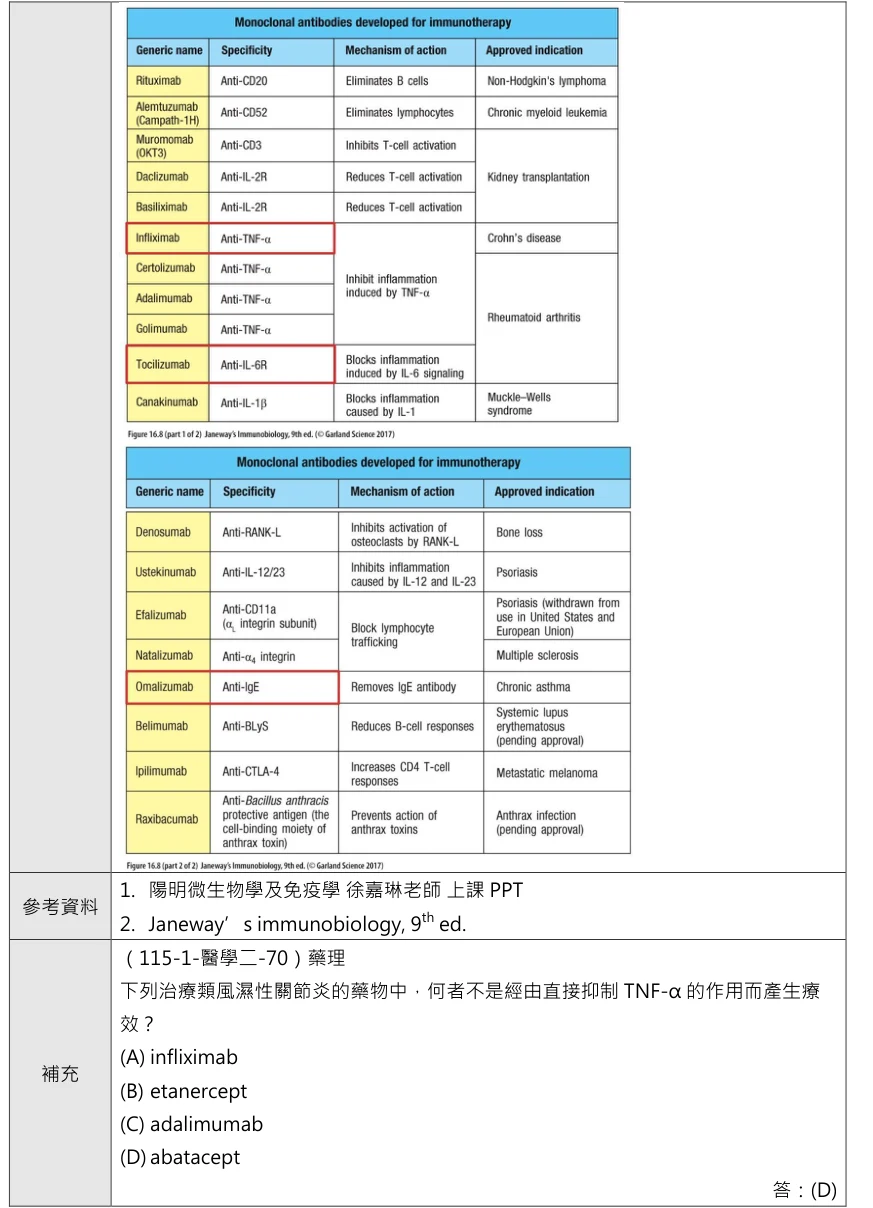 Monoclonal antibodies developed for immunotherapy
Generic name Specificity Mechanism of action Approved indication
Rituximab Anti-CD20 Eliminates B cells Non-Hodgkin's lymphoma
Alemtuzumab (Campath-1H) Anti-CD52 Eliminates lymphocytes Chronic myeloid leukemia
Muromomab (OKT3) Anti-CD3 Inhibits T-cell activation Kidney transplantation
Daclizumab Anti-IL-2R Reduces T-cell activation
Basiliximab Anti-IL-2R Reduces T-cell activation
Infliximab Anti-TNF-α Inhibit inflammation induced by TNF-α Crohn's disease
Certolizumab Anti-TNF-α Rheumatoid arthritis
Adalimumab Anti-TNF-α
Golimumab Anti-TNF-α
Tocilizumab Anti-IL-6R Blocks inflammation induced by IL-6 signaling
Canakinumab Anti-IL-1β Blocks inflammation caused by IL-1 Muckle–Wells syndrome
Figure 16.8 (part 1 of 2) Janeway's Immunobiology, 9th ed. (© Garland Science 2017)
Monoclonal antibodies developed for immunotherapy
Generic name Specificity Mechanism of action Approved indication
Denosumab Anti-RANK-L Inhibits activation of osteoclasts by RANK-L Bone loss
Ustekinumab Anti-IL-12/23 Inhibits inflammation caused by IL-12 and IL-23 Psoriasis
Efalizumab Anti-CD11a (αL integrin subunit) Block lymphocyte trafficking Psoriasis (withdrawn from use in United States and European Union)
Natalizumab Anti-α4 integrin Multiple sclerosis
Omalizumab Anti-IgE Removes IgE antibody Chronic asthma
Belimumab Anti-BLyS Reduces B-cell responses Systemic lupus erythematosus (pending approval)
Ipilimumab Anti-CTLA-4 Increases CD4 T-cell responses Metastatic melanoma
Raxibacumab Anti-Bacillus anthracis protective antigen (the cell-binding moiety of anthrax toxin) Prevents action of anthrax toxins Anthrax infection (pending approval)
Figure 16.8 (part 2 of 2) Janeway's Immunobiology, 9th ed. (© Garland Science 2017)
參考資料
1. 陽明微生物學及免疫學 徐嘉琳老師 上課 PPT
2. Janeway's immunobiology, 9th ed.
補充
（115-1-醫學二-70）藥理
下列治療類風濕性關節炎的藥物中，何者不是經由直接抑制 TNF-α 的作用而產生療
效？
(A) infliximab
(B) etanercept
(C) adalimumab
(D) abatacept
答：(D)